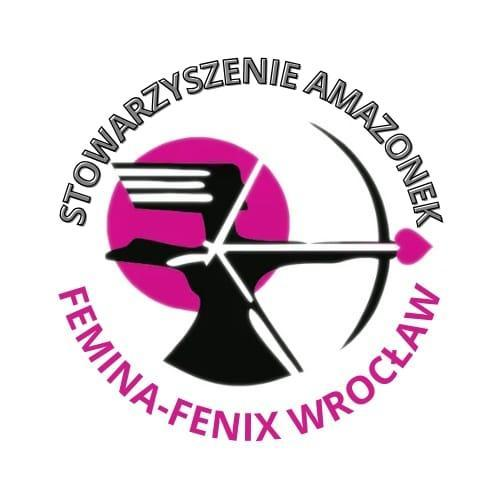 STOWARZYSZENIE AMAZONEK
FEMINA-FENIX WROCŁAW